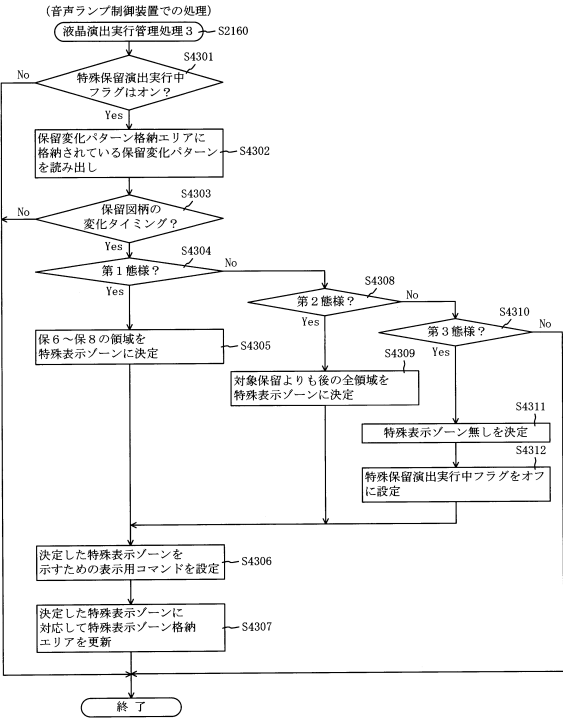 (音声ランプ制御装置での処理)
液晶演出実行管理処理3
S2160
S4301
No
特殊保留演出実行中
フラグはオン?
Yes
保留変化パターン格納エリアに
格納されている保留変化パターン
を読み出し
S4302
S4303
No
保留図柄の
変化タイミング?
Yes
S4304
第1態様?
No
Yes
S4308
第2態様?
No
Yes
S4310
第3態様?
No
Yes
保6~保8の領域を
特殊表示ゾーンに決定
S4305
S4309
対象保留よりも後の全領域を
特殊表示ゾーンに決定
S4311
特殊表示ゾーン無しを決定
S4312
特殊保留演出実行中フラグをオフ
に設定
決定した特殊表示ゾーンを
示すための表示用コマンドを設定
S4306
決定した特殊表示ゾーンに
対応して特殊表示ゾーン格納
エリアを更新
S4307
終了